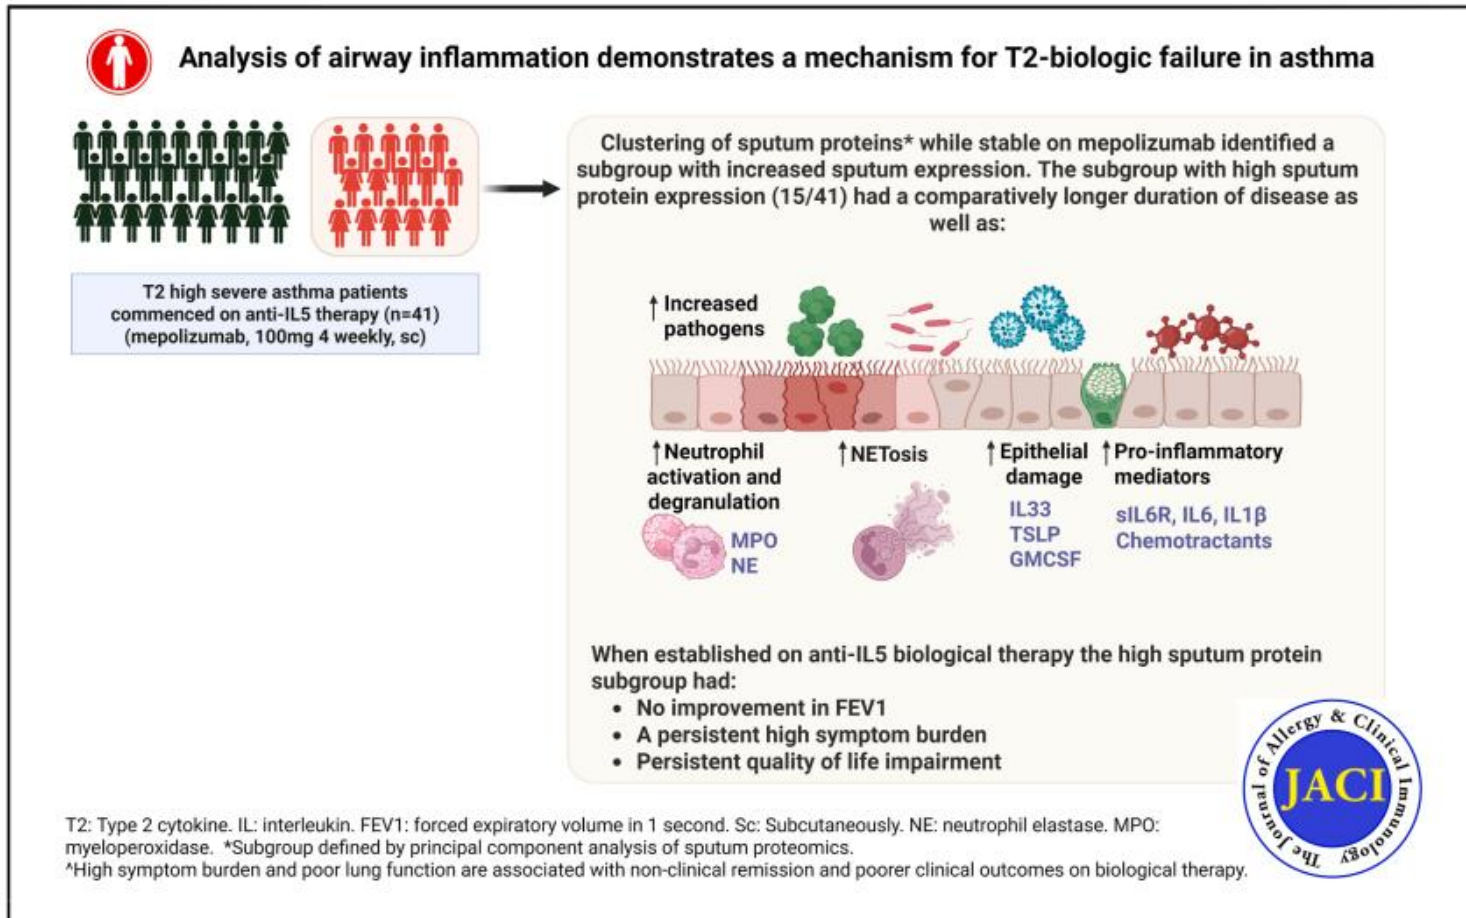 Analysis of airway inflammation demonstrates a mechanism for T2-biologic failure in asthma
T2 high severe asthma patients
commenced on anti-IL5 therapy (n=41)
(mepolizumab, 100mg 4 weekly, sc)
Clustering of sputum proteins* while stable on mepolizumab identified a
subgroup with increased sputum expression. The subgroup with high sputum
protein expression (15/41) had a comparatively longer duration of disease as
well as:
↑ Increased
pathogens
↑ Neutrophil
activation and
degranulation
MPO
NE
↑ NETosis
↑ Epithelial
damage
IL33
TSLP
GMCSF
↑ Pro-inflammatory
mediators
sIL6R, IL6, IL1β
Chemotractants
When established on anti-IL5 biological therapy the high sputum protein
subgroup had:
• No improvement in FEV1
• A persistent high symptom burden
• Persistent quality of life impairment
The Journal of Allergy & Clinical Immunology
JACI
T2: Type 2 cytokine. IL: interleukin. FEV1: forced expiratory volume in 1 second. Sc: Subcutaneously. NE: neutrophil elastase. MPO:
myeloperoxidase. *Subgroup defined by principal component analysis of sputum proteomics.
^High symptom burden and poor lung function are associated with non-clinical remission and poorer clinical outcomes on biological therapy.